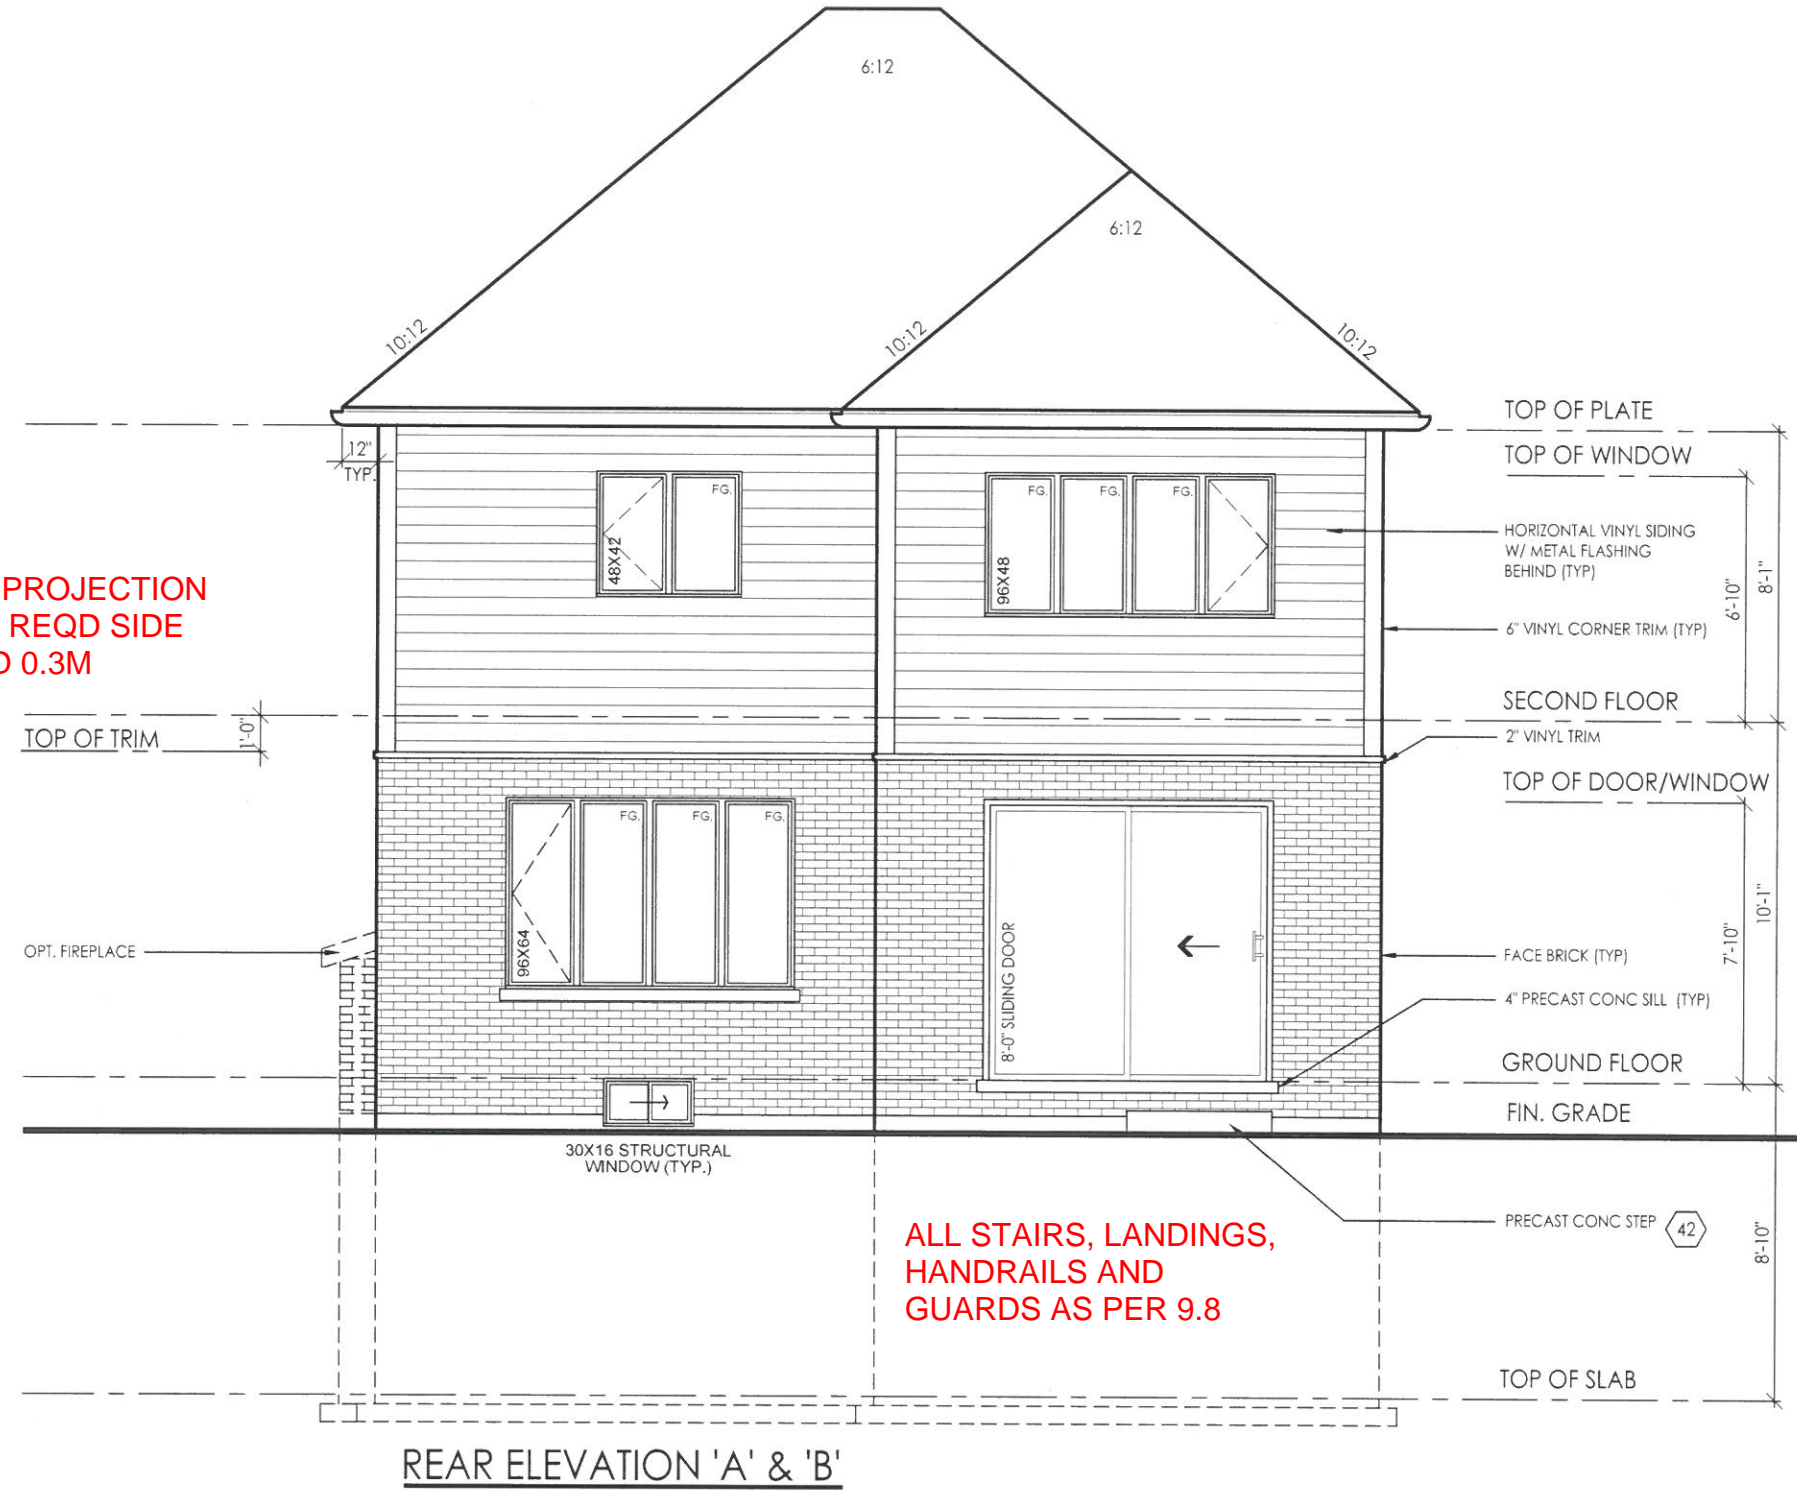 6:12
6:12
10:12
10:12
10:12
TOP OF PLATE
12"
TYP.
TOP OF WINDOW
FG.
FG.
FG.
FG.
48X42
96X48
HORIZONTAL VINYL SIDING
W/ METAL FLASHING
BEHIND (TYP)
6'-10"
8'-1"
PROJECTION
REQD SIDE
0.3M
6" VINYL CORNER TRIM (TYP)
SECOND FLOOR
TOP OF TRIM
1'-0"
2" VINYL TRIM
TOP OF DOOR/WINDOW
FG.
FG.
FG.
96X64
8'-0" SLIDING DOOR
OPT. FIREPLACE
FACE BRICK (TYP)
7'-10"
10'-1"
4" PRECAST CONC SILL (TYP)
GROUND FLOOR
FIN. GRADE
30X16 STRUCTURAL
WINDOW (TYP.)
PRECAST CONC STEP 42
8'-10"
ALL STAIRS, LANDINGS,
HANDRAILS AND
GUARDS AS PER 9.8
TOP OF SLAB
REAR ELEVATION 'A' & 'B'